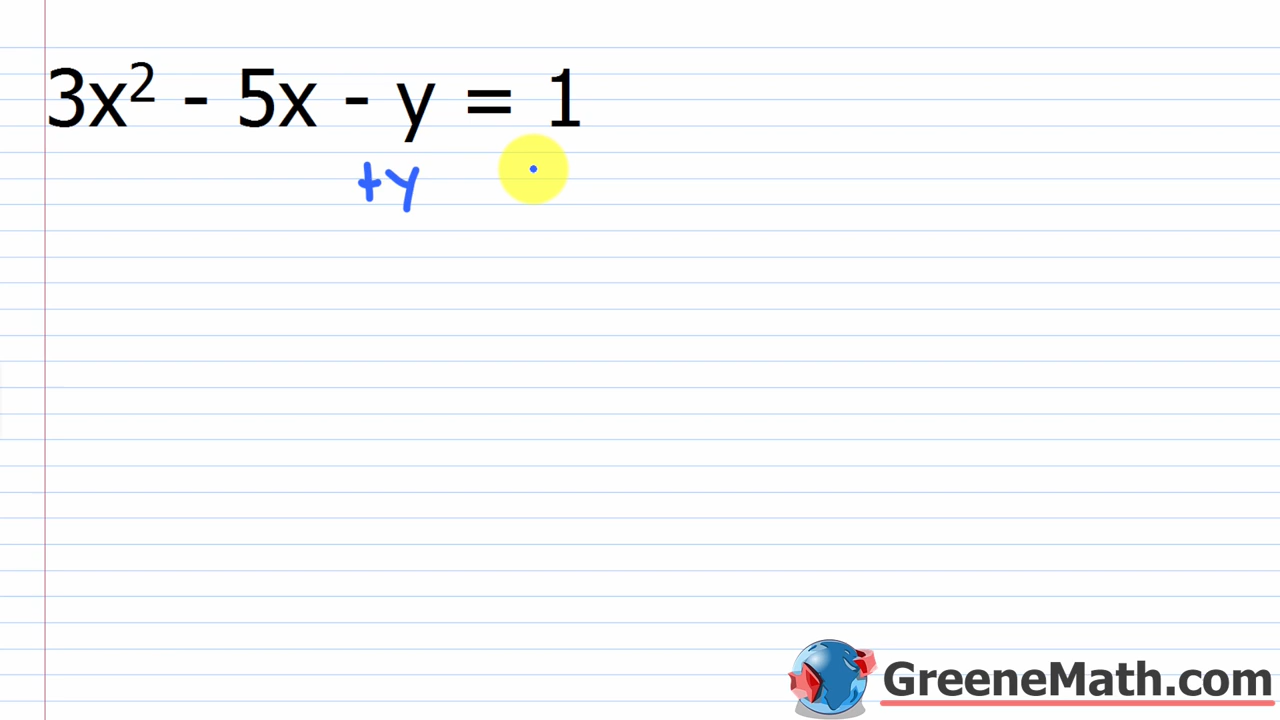 3x² - 5x - y = 1
+y
GreeneMath.com